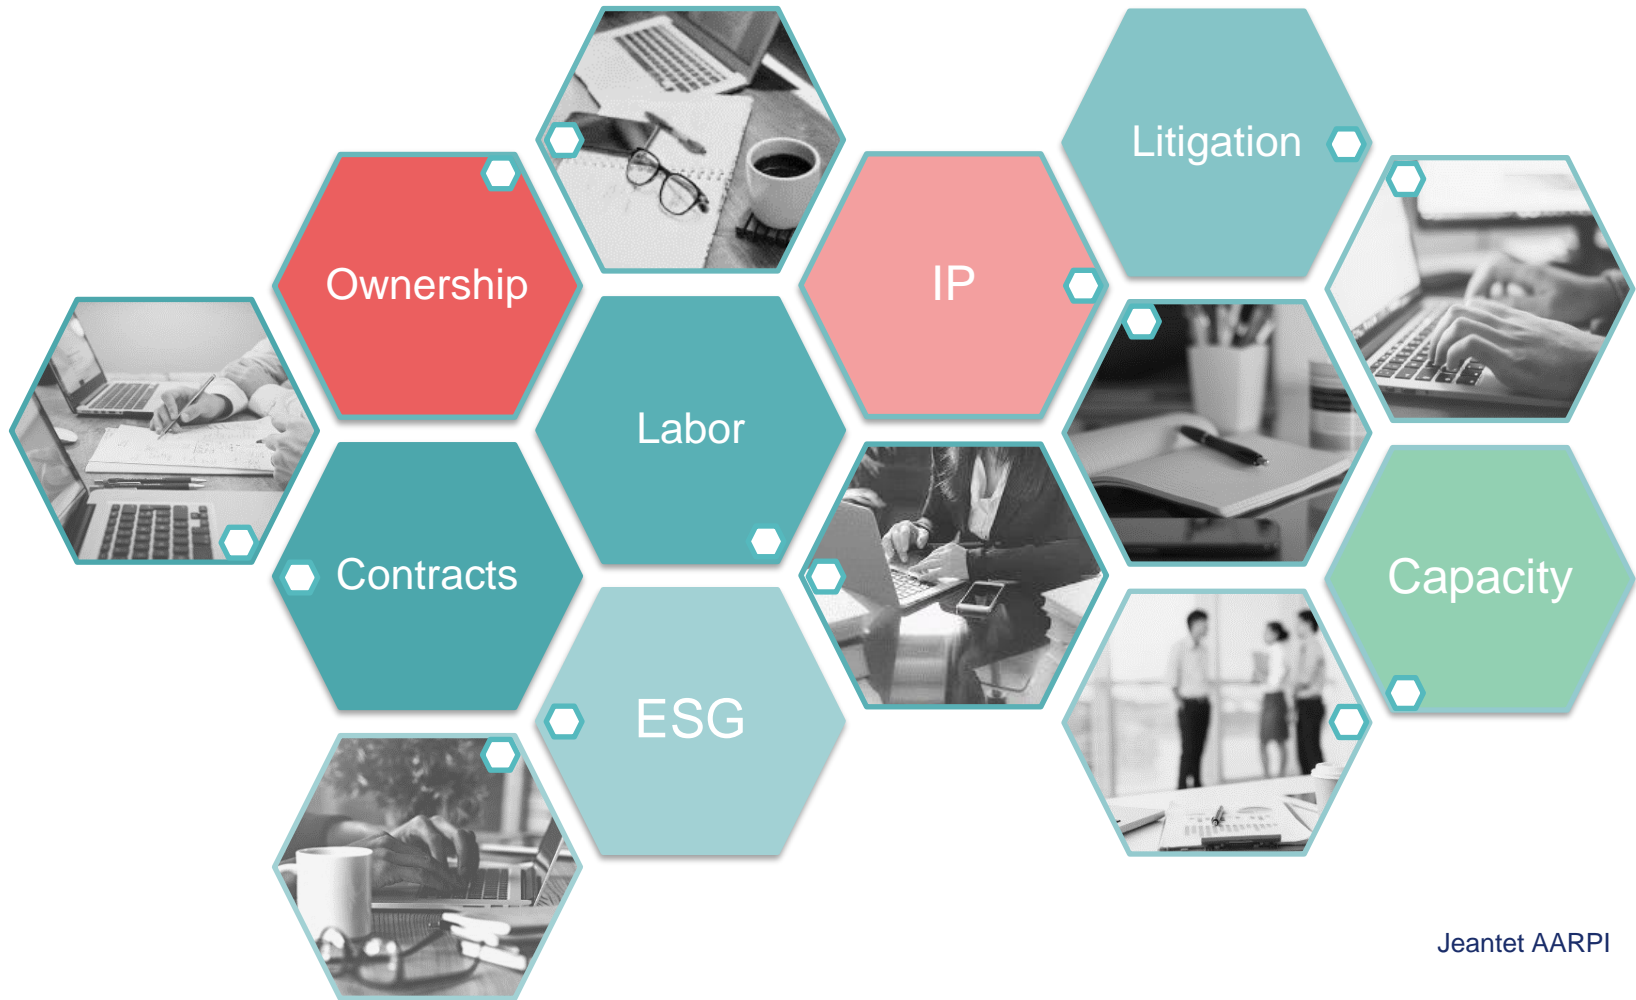 Litigation
Ownership
IP
Labor
Contracts
Capacity
ESG
Jeantet AARPI